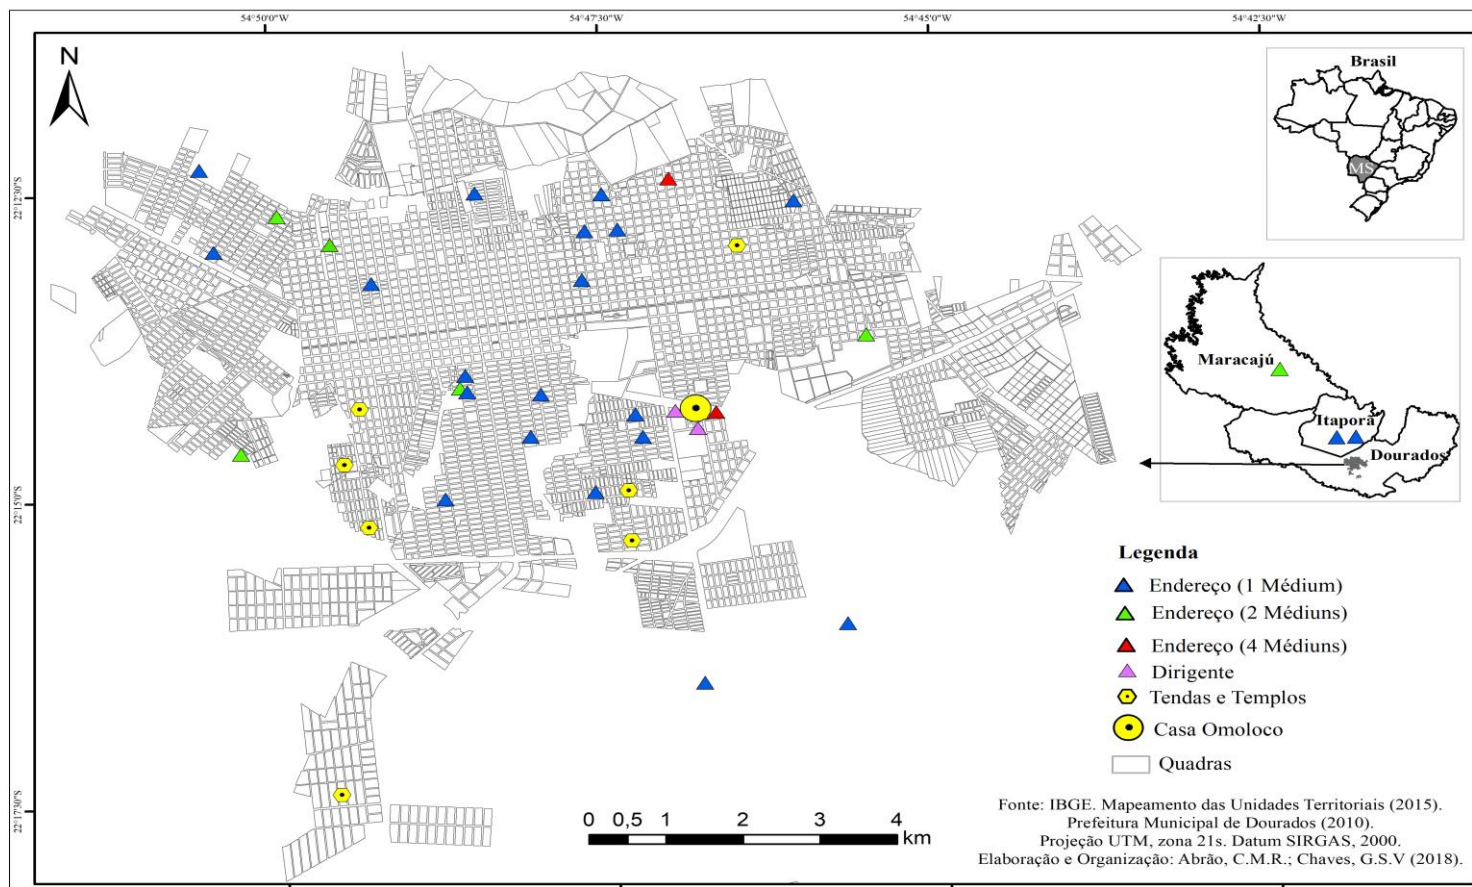 54°50'0"W
54°47'30"W
54°45'0"W
54°42'30"W
N
Brasil
MS
22°12'30"S
Maracajú
Itaporã
Dourados
22°15'0"S
Legenda
Endereço (1 Médium)
Endereço (2 Médiuns)
Endereço (4 Médiuns)
Dirigente
Tendas e Templos
Casa Omoloco
Quadras
22°17'30"S
0 0,5 1 2 3 4
km
Fonte: IBGE. Mapeamento das Unidades Territoriais (2015).
Prefeitura Municipal de Dourados (2010).
Projeção UTM, zona 21s. Datum SIRGAS, 2000.
Elaboração e Organização: Abrão, C.M.R.; Chaves, G.S.V (2018).